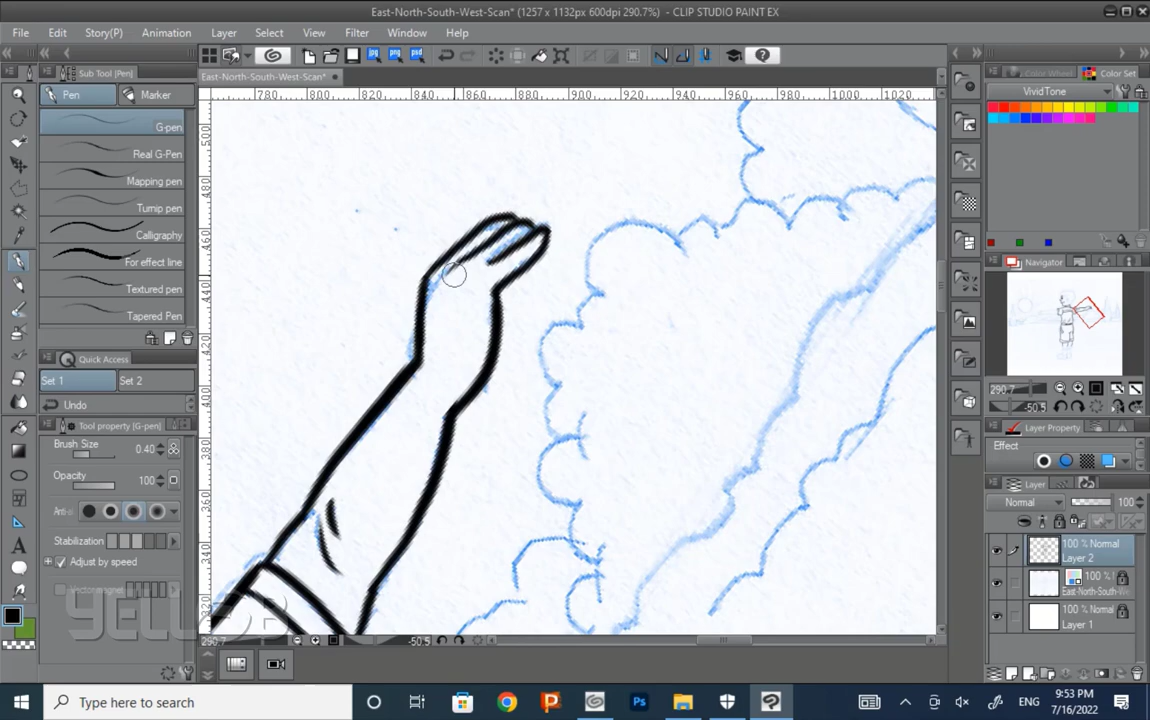 East-North-South-West-Scan* (1257 x 1132px 600dpi 290.7%) - CLIP STUDIO PAINT EX
File Edit Story(P) Animation Layer Select View Filter Window Help
Sub Tool [Pen]
East-North-South-West-Scan*
Color Wheel Color Set
Pen Marker
VividTone
G-pen
Real G-Pen
Mapping pen
Turnip pen
Calligraphy
For effect line
Textured pen
Tapered Pen
Navigator
Quick Access
Set 1 Set 2
Undo
290.7
-50.5
Tool property [G-pen]
Layer Property
Brush Size 0.40
Effect
Opacity 100
Layer
Normal 100
Stabilization
Adjust by speed
100 % Normal
Layer 2
100 %
East-North-South-W
100 % Normal
Layer 1
290.7 -50.5
Type here to search
ENG
9:53 PM
7/16/2022